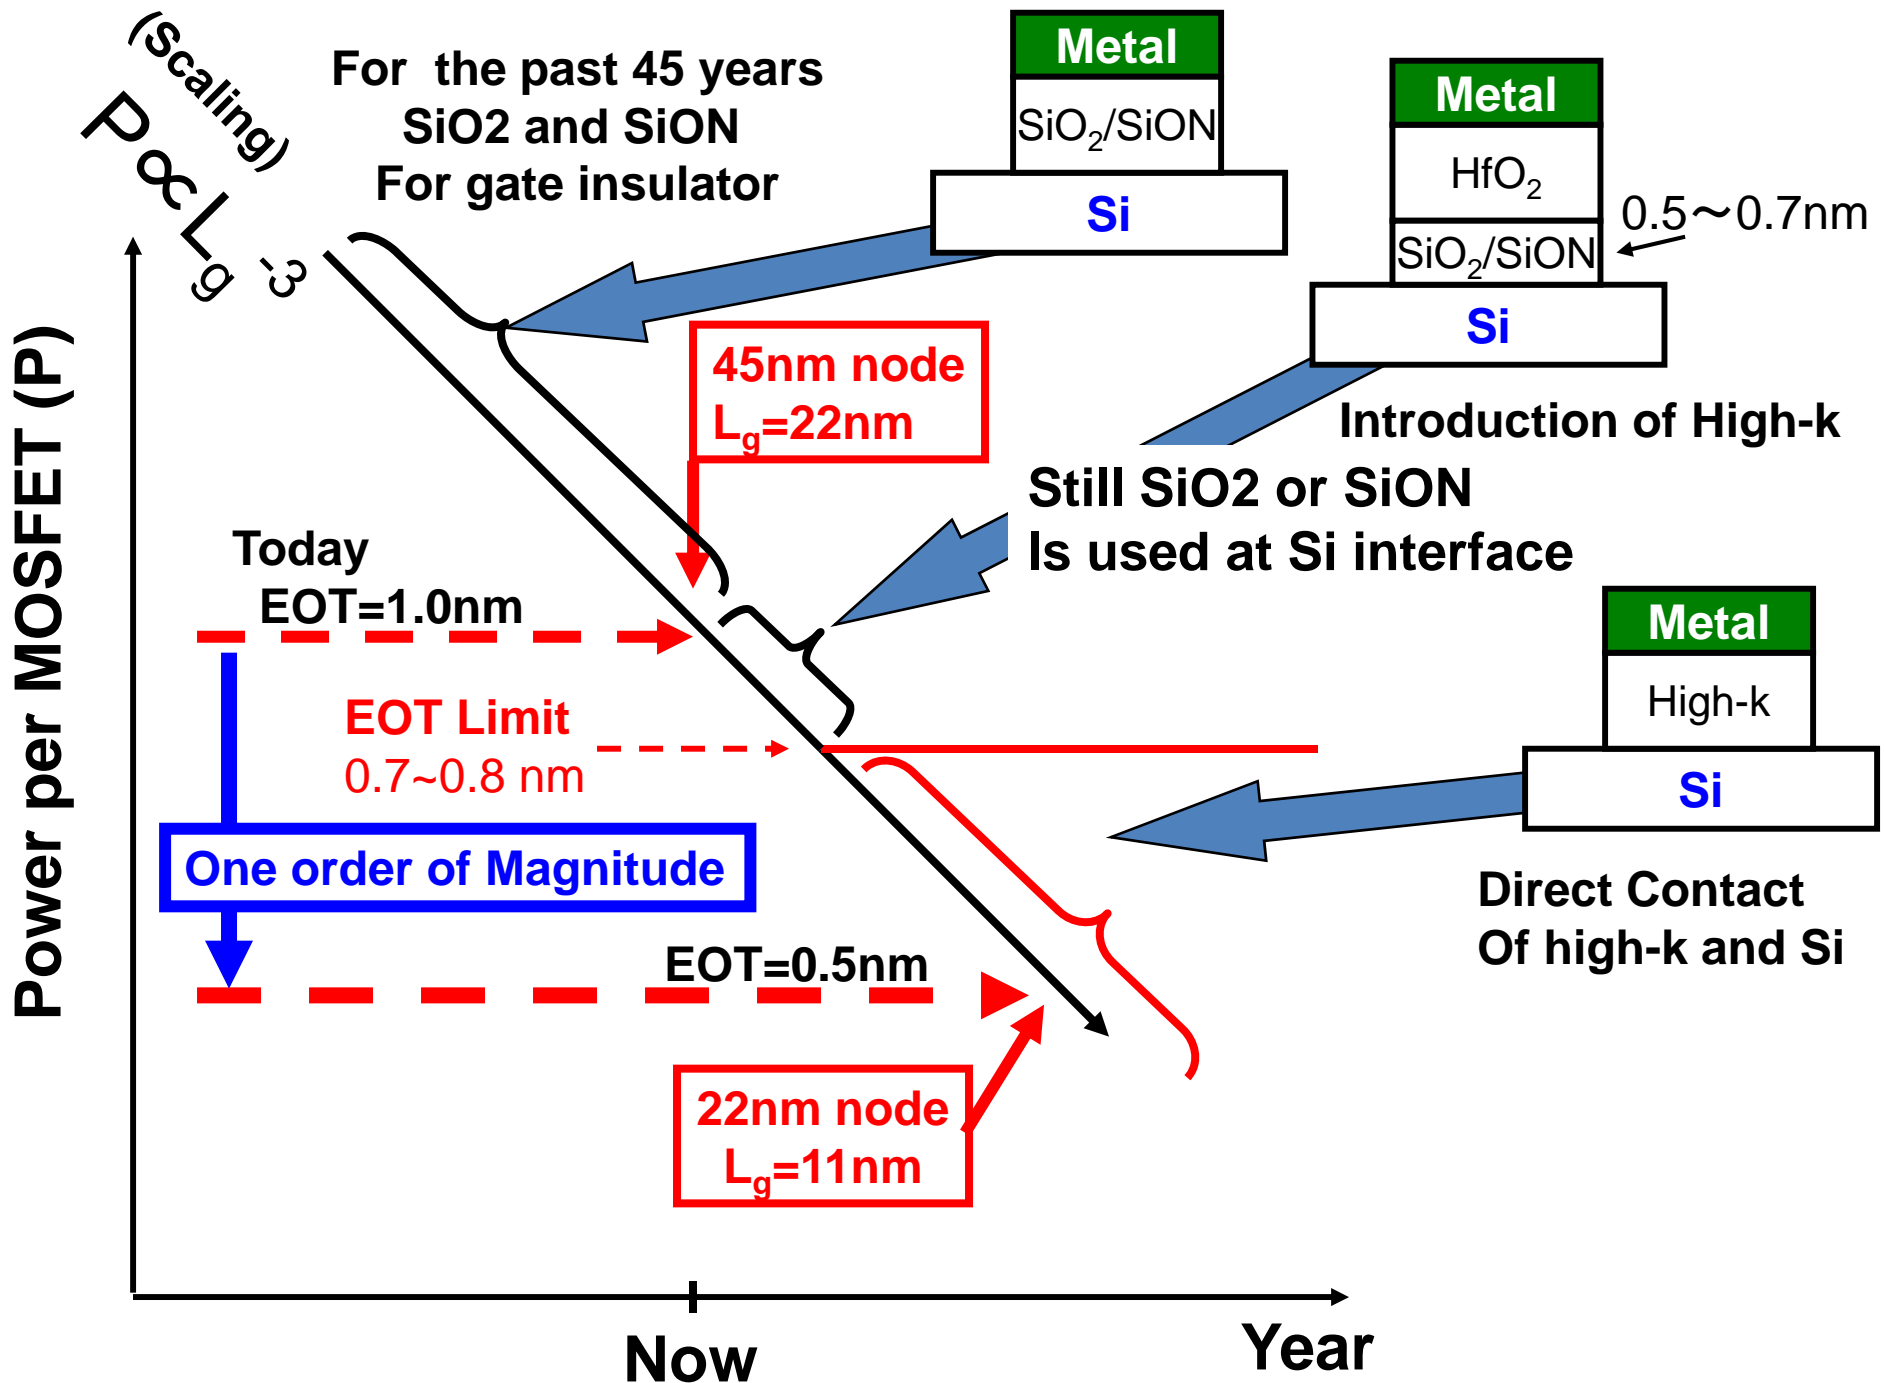 (Scaling)
P∝Lg -3
For the past 45 years
SiO2 and SiON
For gate insulator
Metal
SiO₂/SiON
Si
Metal
HfO₂
SiO₂/SiON
Si
0.5～0.7nm
Introduction of High-k
45nm node
Lg=22nm
Still SiO2 or SiON
Is used at Si interface
Today
EOT=1.0nm
EOT Limit
0.7~0.8 nm
One order of Magnitude
EOT=0.5nm
Metal
High-k
Si
Direct Contact
Of high-k and Si
22nm node
Lg=11nm
Power per MOSFET (P)
Now
Year